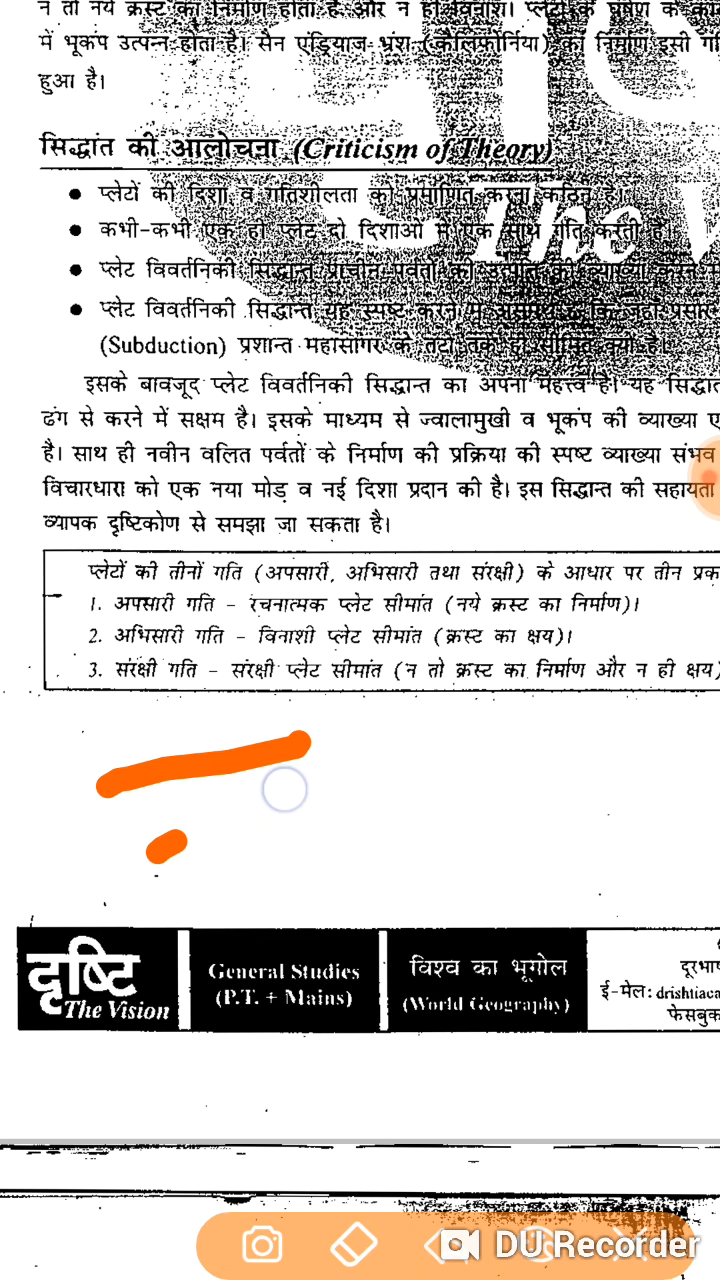 न तो नये क्रस्ट का निर्माण होता है और न ही विनाश। प्लेटों के घर्षण के
में भूकंप उत्पन्न होता है। सैन एंड्रियाज भ्रंश (कैलिफोर्निया) का निर्माण इसी
हुआ है।
सिद्धांत की आलोचना (Criticism of Theory)
• प्लेटों की दिशा व गतिशीलता को प्रमाणित करना कठिन है।
• कभी-कभी एक ही प्लेट दो दिशाओं में एक साथ गति करती है।
• प्लेट विवर्तनिकी सिद्धान्त प्राचीन पर्वतों की उत्पत्ति की व्याख्या करने में
• प्लेट विवर्तनिकी सिद्धान्त यह स्पष्ट करने में असमर्थ है कि जहाँ
(Subduction) प्रशान्त महासागर के तटों तक ही सीमित क्यों है।
इसके बावजूद प्लेट विवर्तनिकी सिद्धान्त का अपना महत्त्व है। यह
ढंग से करने में सक्षम है। इसके माध्यम से ज्वालामुखी व भूकंप की व्याख्या
है। साथ ही नवीन वलित पर्वतों के निर्माण की प्रक्रिया की स्पष्ट व्याख्या संभव
विचारधारा को एक नया मोड़ व नई दिशा प्रदान की है। इस सिद्धान्त की सहायता
व्यापक दृष्टिकोण से समझा जा सकता है।
प्लेटों की तीनों गति (अपसारी, अभिसारी तथा संरक्षी) के आधार पर तीन
1. अपसारी गति - रचनात्मक प्लेट सीमांत (नये क्रस्ट का निर्माण)।
2. अभिसारी गति - विनाशी प्लेट सीमांत (क्रस्ट का क्षय)।
3. संरक्षी गति - संरक्षी प्लेट सीमांत (न तो क्रस्ट का निर्माण और न ही क्षय)
The V
दृष्टि
The Vision
General Studies
(P.T. + Mains)
विश्व का भूगोल
(World Geography)
ई-मेल: drishtiaca
DU Recorder